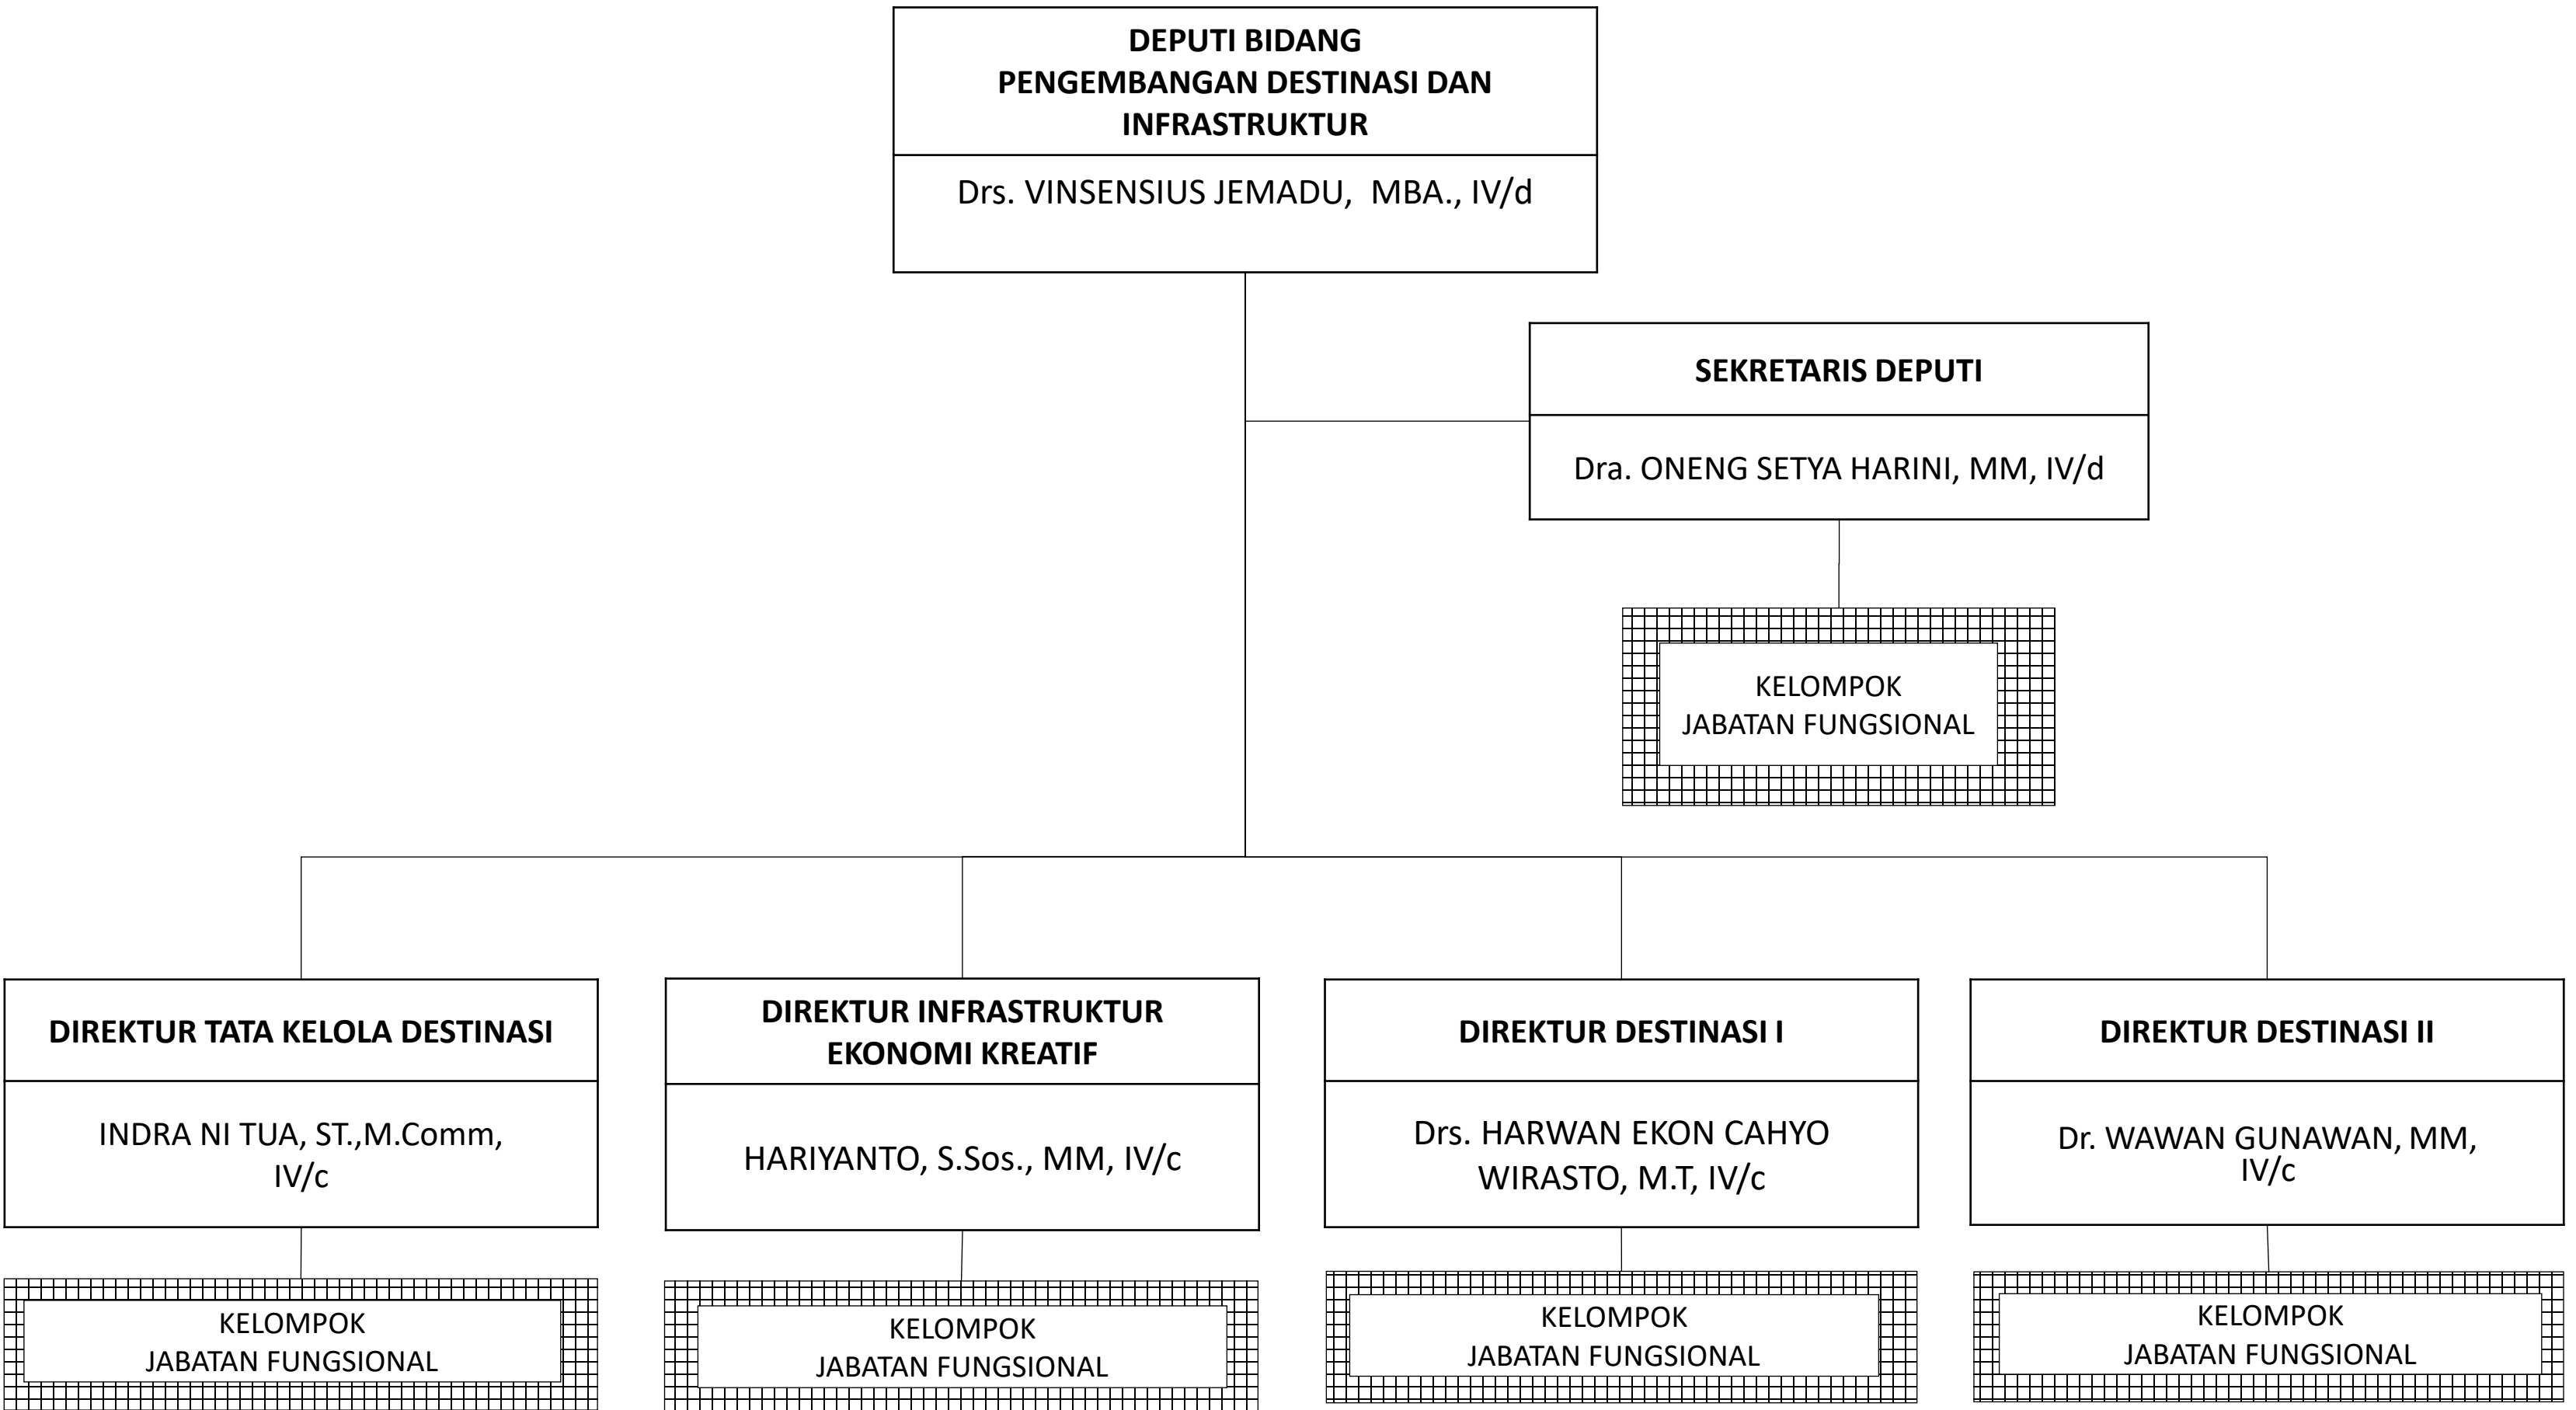 DEPUTI BIDANG
PENGEMBANGAN DESTINASI DAN
INFRASTRUKTUR
Drs. VINSENSIUS JEMADU, MBA., IV/d
SEKRETARIS DEPUTI
Dra. ONENG SETYA HARINI, MM, IV/d
KELOMPOK
JABATAN FUNGSIONAL
DIREKTUR TATA KELOLA DESTINASI
INDRA NI TUA, ST.,M.Comm,
IV/c
KELOMPOK
JABATAN FUNGSIONAL
DIREKTUR INFRASTRUKTUR
EKONOMI KREATIF
HARIYANTO, S.Sos., MM, IV/c
KELOMPOK
JABATAN FUNGSIONAL
DIREKTUR DESTINASI I
Drs. HARWAN EKON CAHYO
WIRASTO, M.T, IV/c
KELOMPOK
JABATAN FUNGSIONAL
DIREKTUR DESTINASI II
Dr. WAWAN GUNAWAN, MM,
IV/c
KELOMPOK
JABATAN FUNGSIONAL